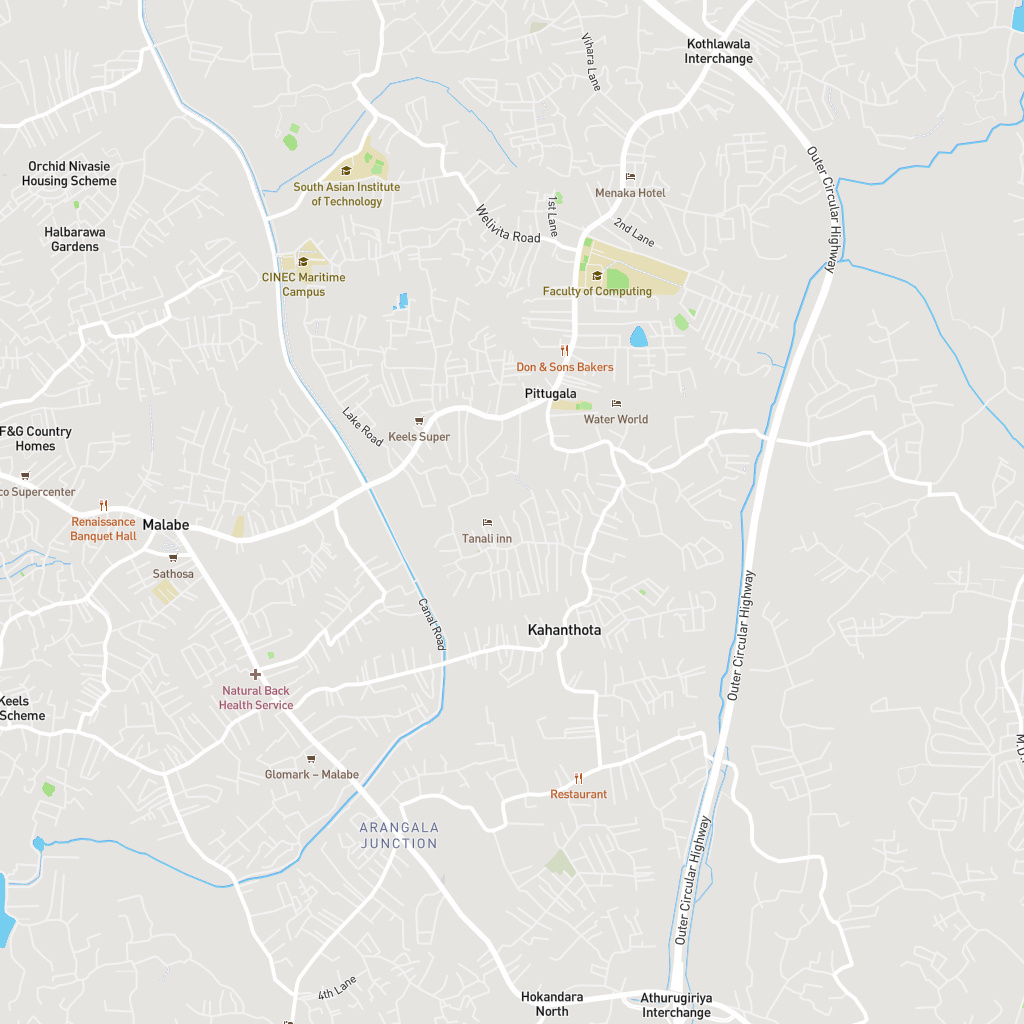 Kothlawala
Interchange
Vihara Lane
Orchid Nivasie
Housing Scheme
South Asian Institute
of Technology
Menaka Hotel
Outer Circular Highway
1st Lane
Welivita Road
2nd Lane
Halbarawa
Gardens
CINEC Maritime
Campus
Faculty of Computing
Don & Sons Bakers
Pittugala
Water World
Lake Road
Keels Super
F&G Country
Homes
co Supercenter
Renaissance
Banquet Hall
Malabe
Tanali inn
Sathosa
Canal Road
Kahanthota
Outer Circular Highway
Natural Back
Health Service
Keels
Scheme
Glomark – Malabe
Restaurant
ARANGALA
JUNCTION
Outer Circular Highway
4th Lane
Hokandara
North
Athurugiriya
Interchange